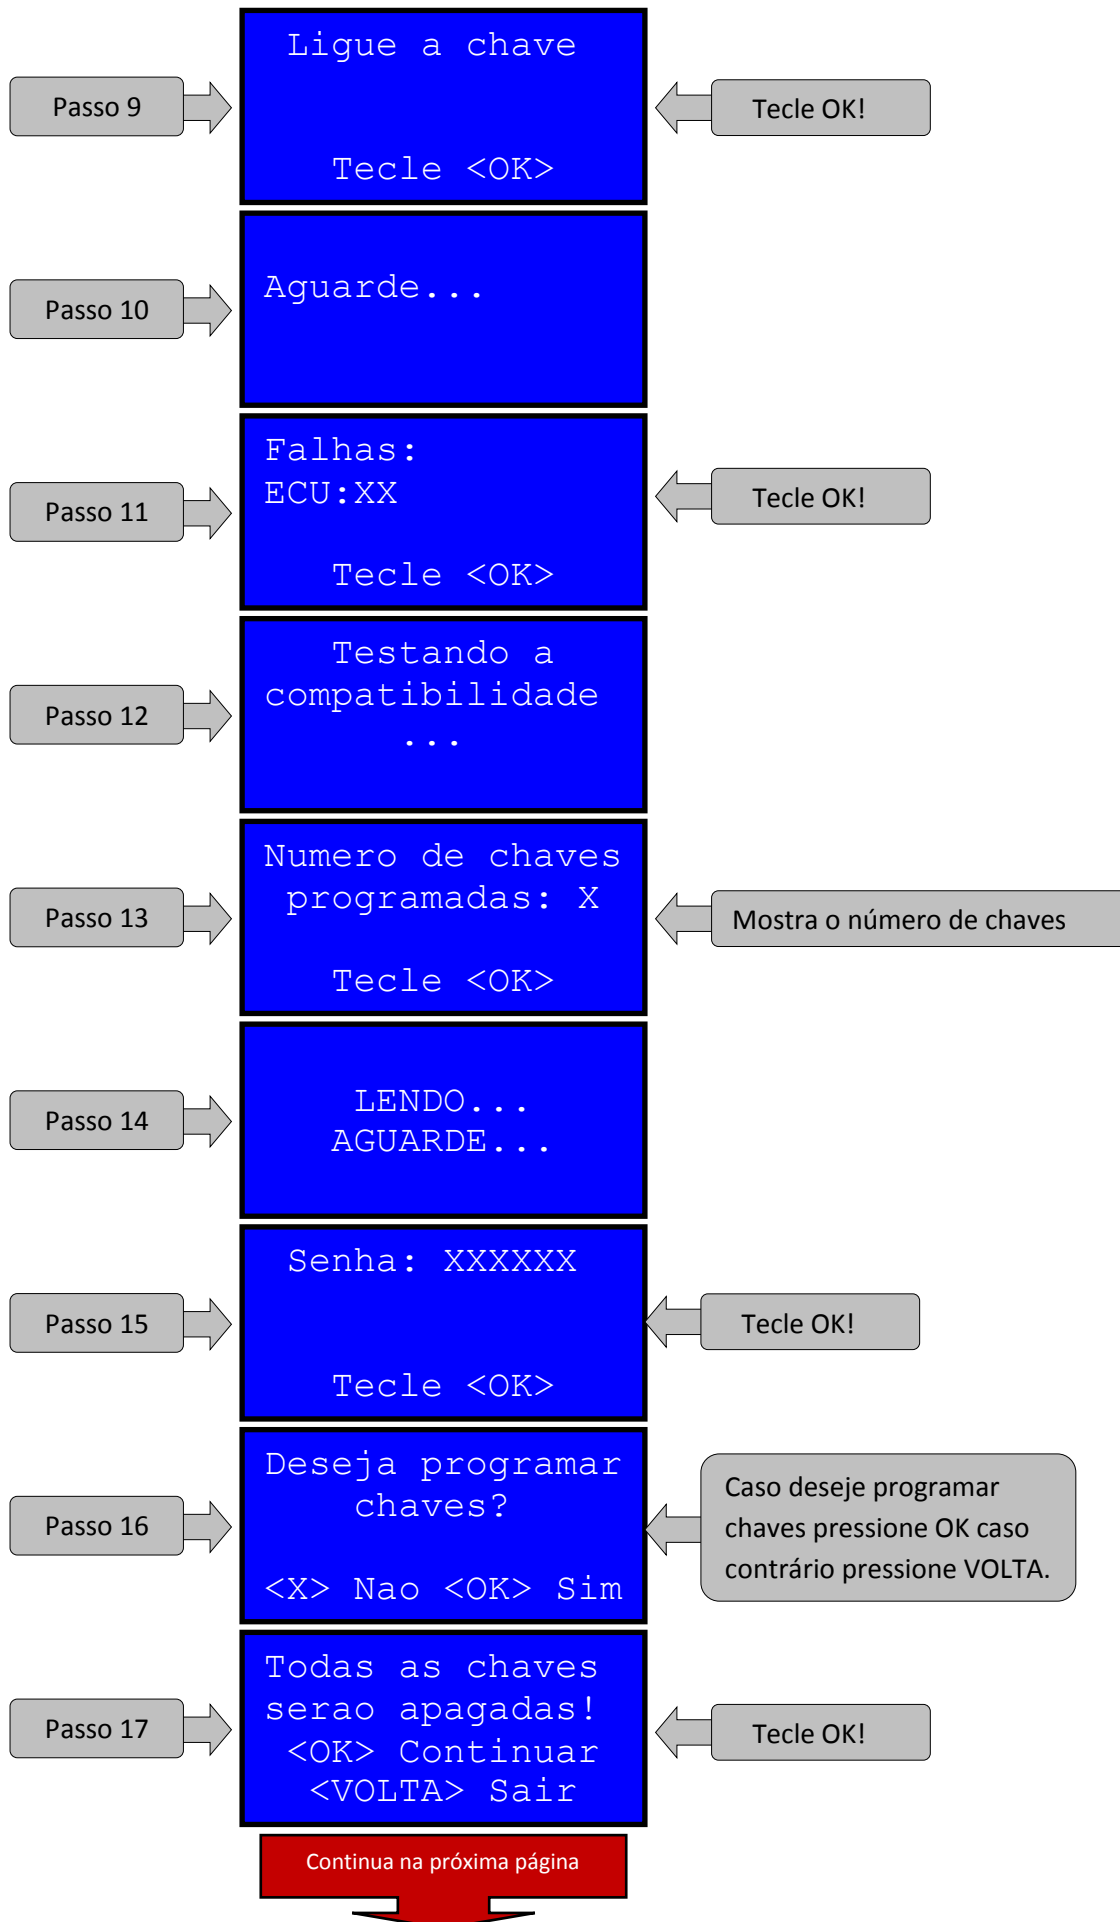 Passo 9
Ligue a chave
Tecle <OK>
Tecle OK!
Passo 10
Aguarde...
Passo 11
Falhas:
ECU:XX
Tecle <OK>
Tecle OK!
Passo 12
Testando a
compatibilidade
...
Passo 13
Numero de chaves
programadas: X
Tecle <OK>
Mostra o número de chaves
Passo 14
LENDO...
AGUARDE...
Passo 15
Senha: XXXXXX
Tecle <OK>
Tecle OK!
Passo 16
Deseja programar
chaves?
<X> Nao <OK> Sim
Caso deseje programar
chaves pressione OK caso
contrário pressione VOLTA.
Passo 17
Todas as chaves
serao apagadas!
<OK> Continuar
<VOLTA> Sair
Tecle OK!
Continua na próxima página